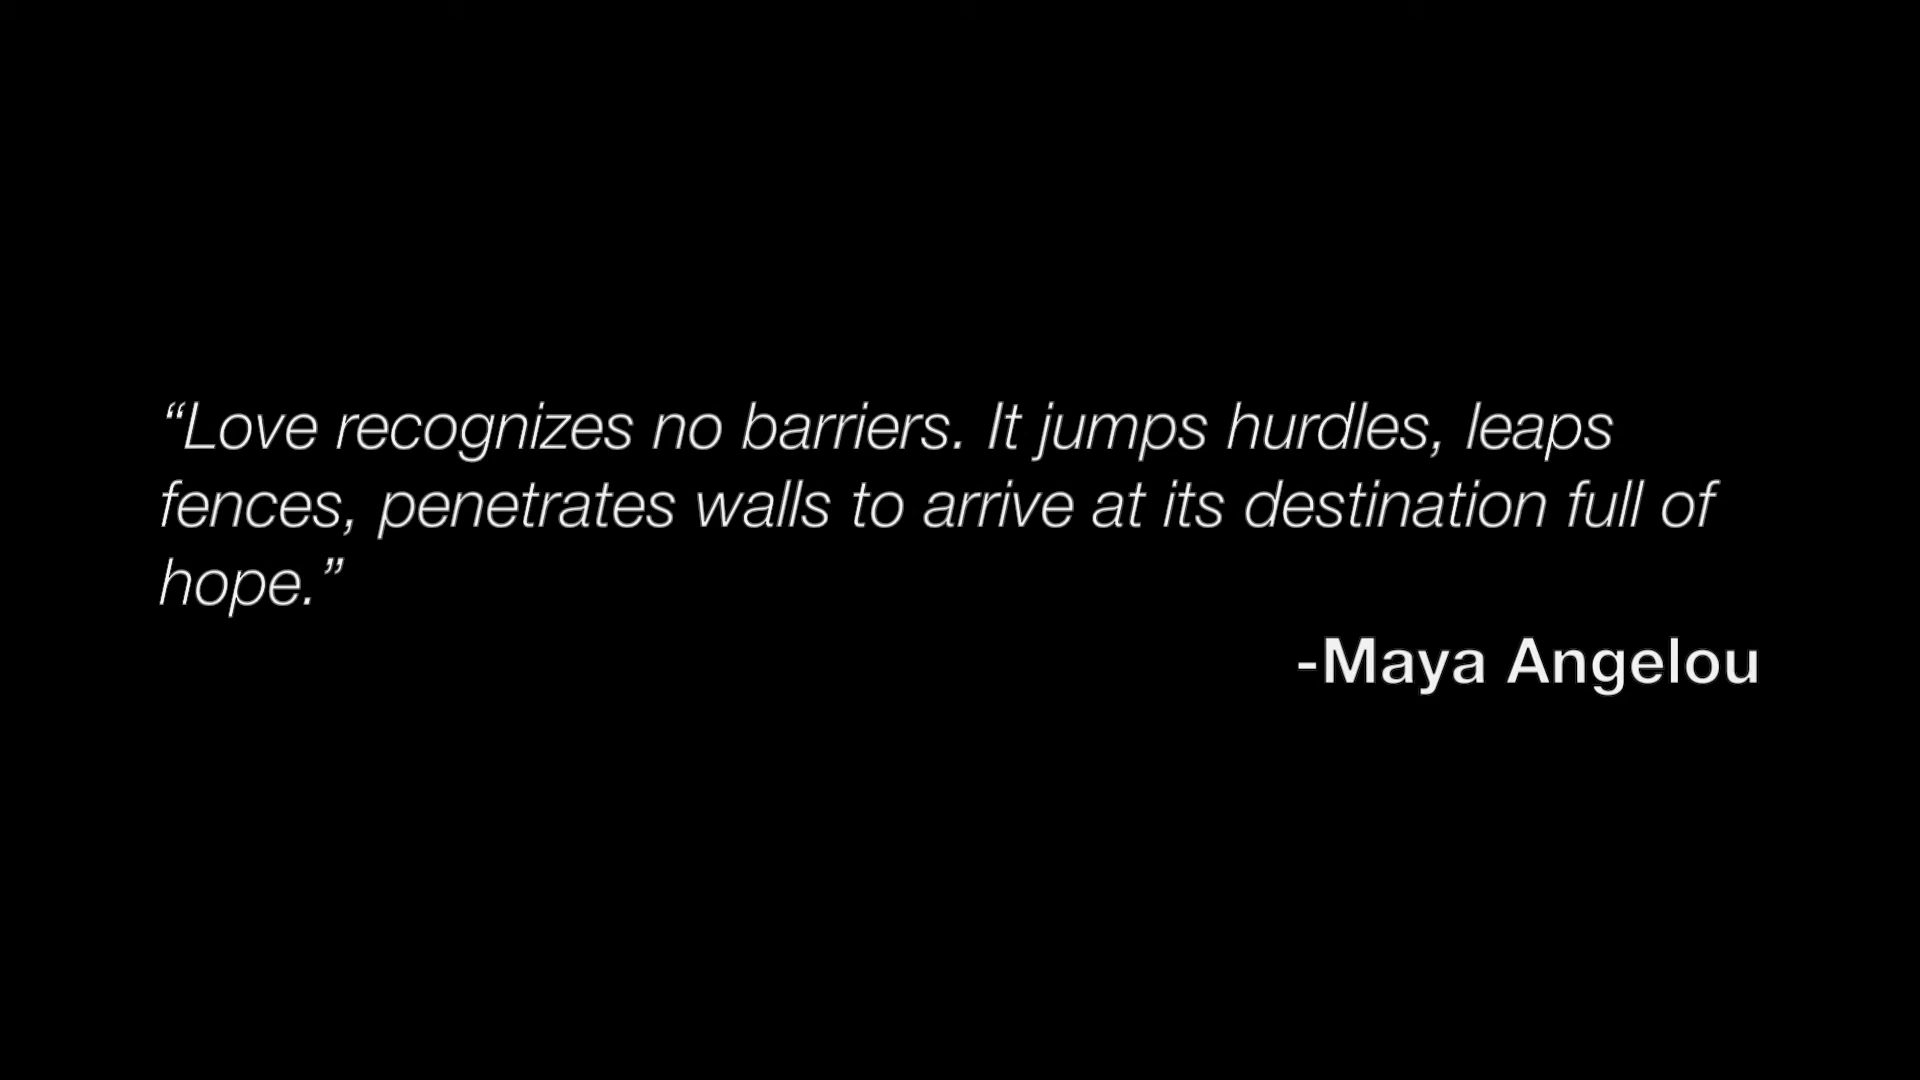 “Love recognizes no barriers. It jumps hurdles, leaps
fences, penetrates walls to arrive at its destination full of
hope.”
-Maya Angelou